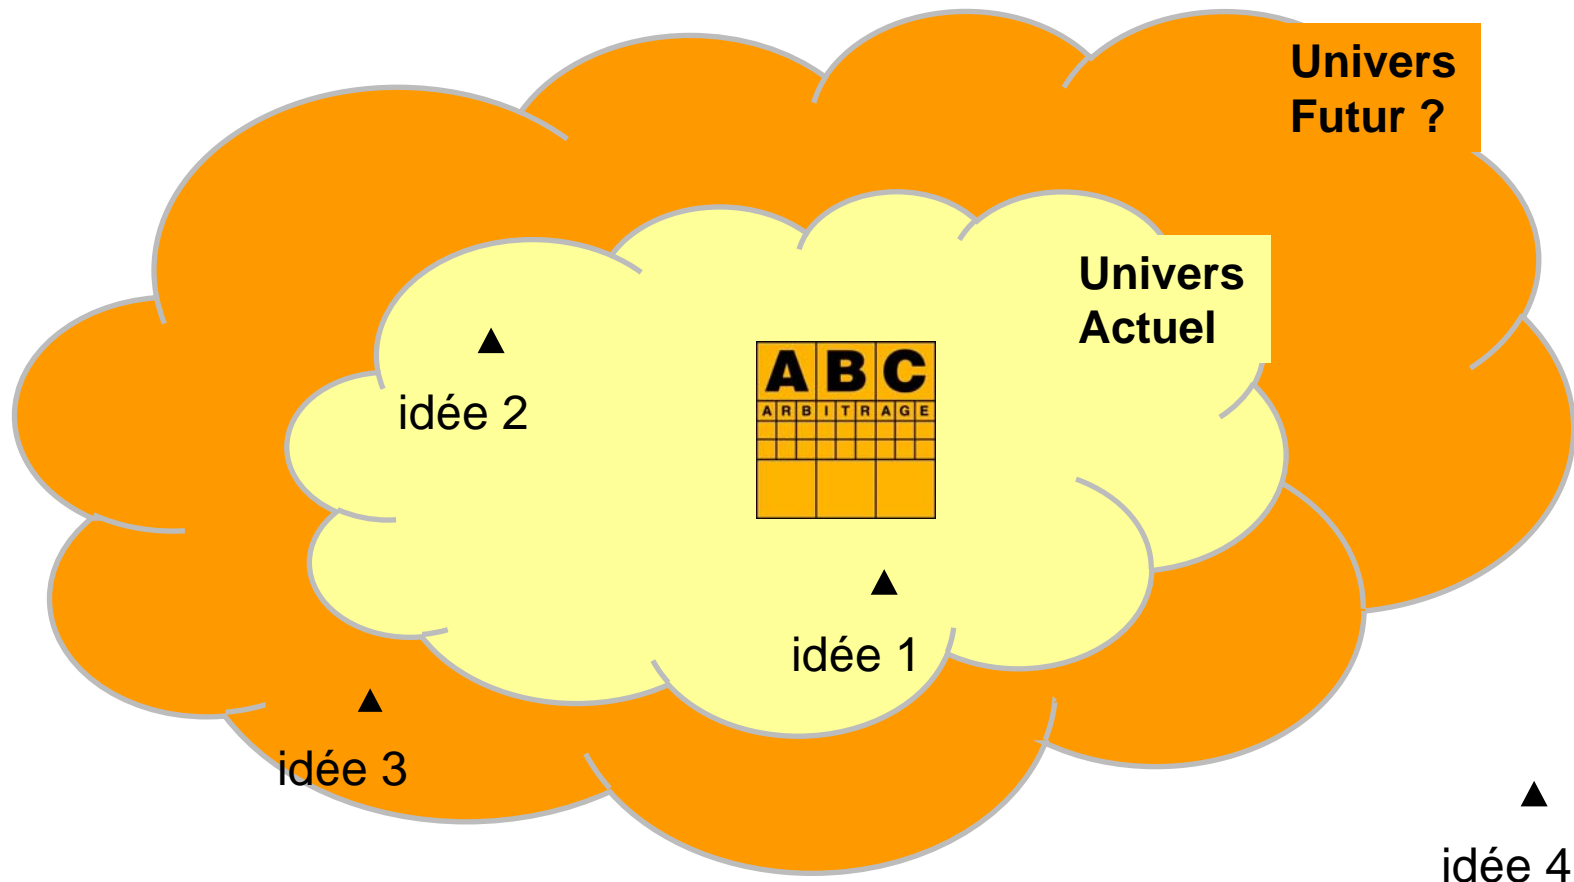 Univers
Futur ?
Univers
Actuel
idée 2
ABC
ARBITRAGE
idée 1
idée 3
idée 4